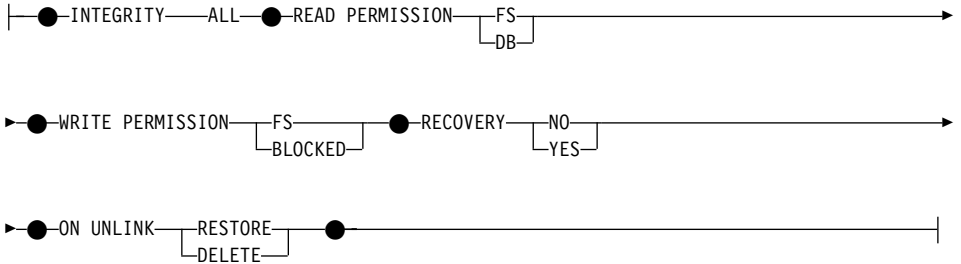 INTEGRITY ALL READ PERMISSION FS
DB
WRITE PERMISSION FS RECOVERY NO
BLOCKED YES
ON UNLINK RESTORE
DELETE